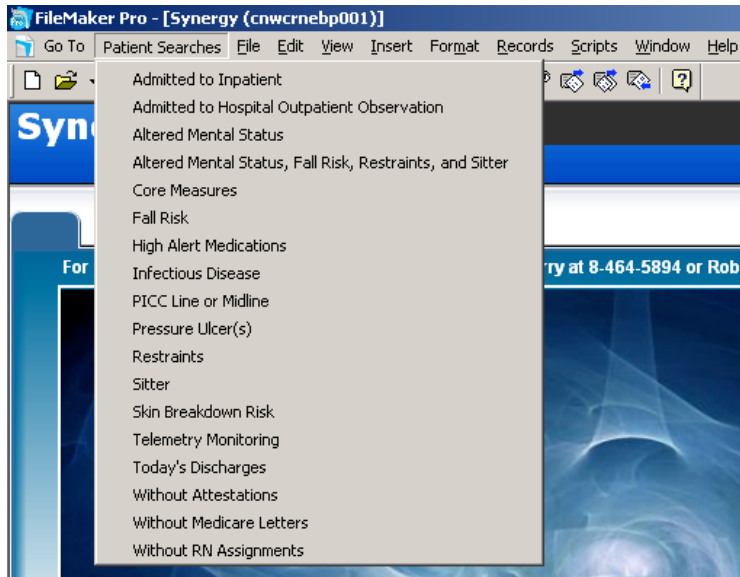 FileMaker Pro - [Synergy (cnwcrnebp001)]
Go To Patient Searches File Edit View Insert Format Records Scripts Window Help
Admitted to Inpatient
Admitted to Hospital Outpatient Observation
Syn
Altered Mental Status
Altered Mental Status, Fall Risk, Restraints, and Sitter
Core Measures
Fall Risk
High Alert Medications
For
rry at 8-464-5894 or Rob
Infectious Disease
PICC Line or Midline
Pressure Ulcer(s)
Restraints
Sitter
Skin Breakdown Risk
Telemetry Monitoring
Today's Discharges
Without Attestations
Without Medicare Letters
Without RN Assignments